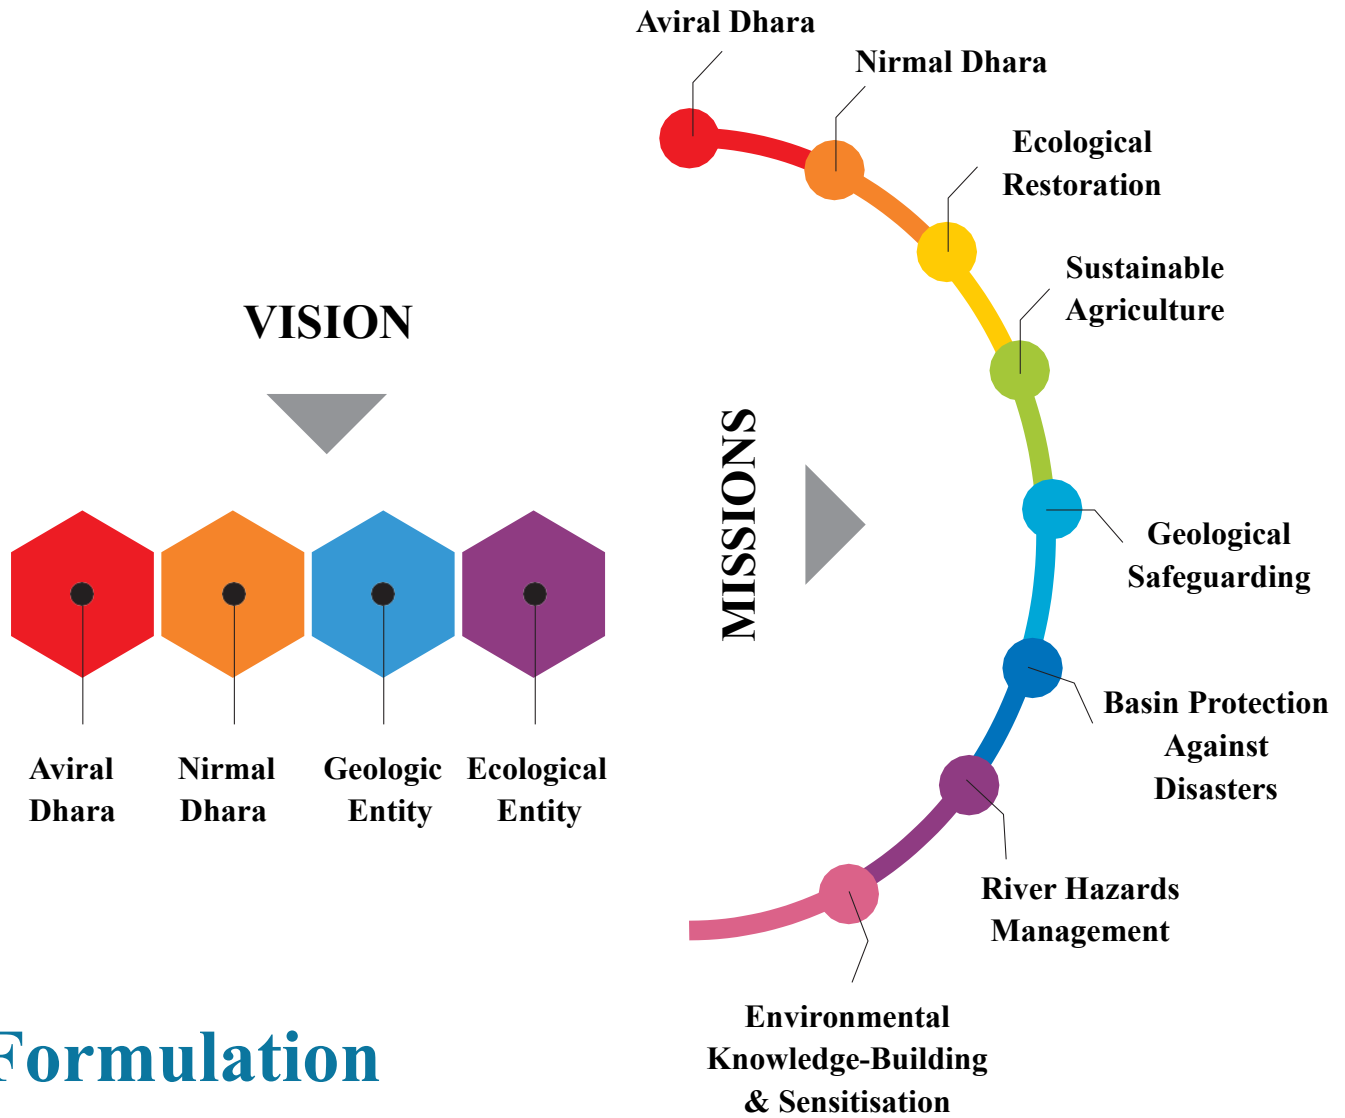 VISION
Aviral
Dhara
Nirmal
Dhara
Geologic
Entity
Ecological
Entity
MISSIONS
Aviral Dhara
Nirmal Dhara
Ecological
Restoration
Sustainable
Agriculture
Geological
Safeguarding
Basin Protection
Against
Disasters
River Hazards
Management
Environmental
Knowledge-Building
& Sensitisation
Formulation